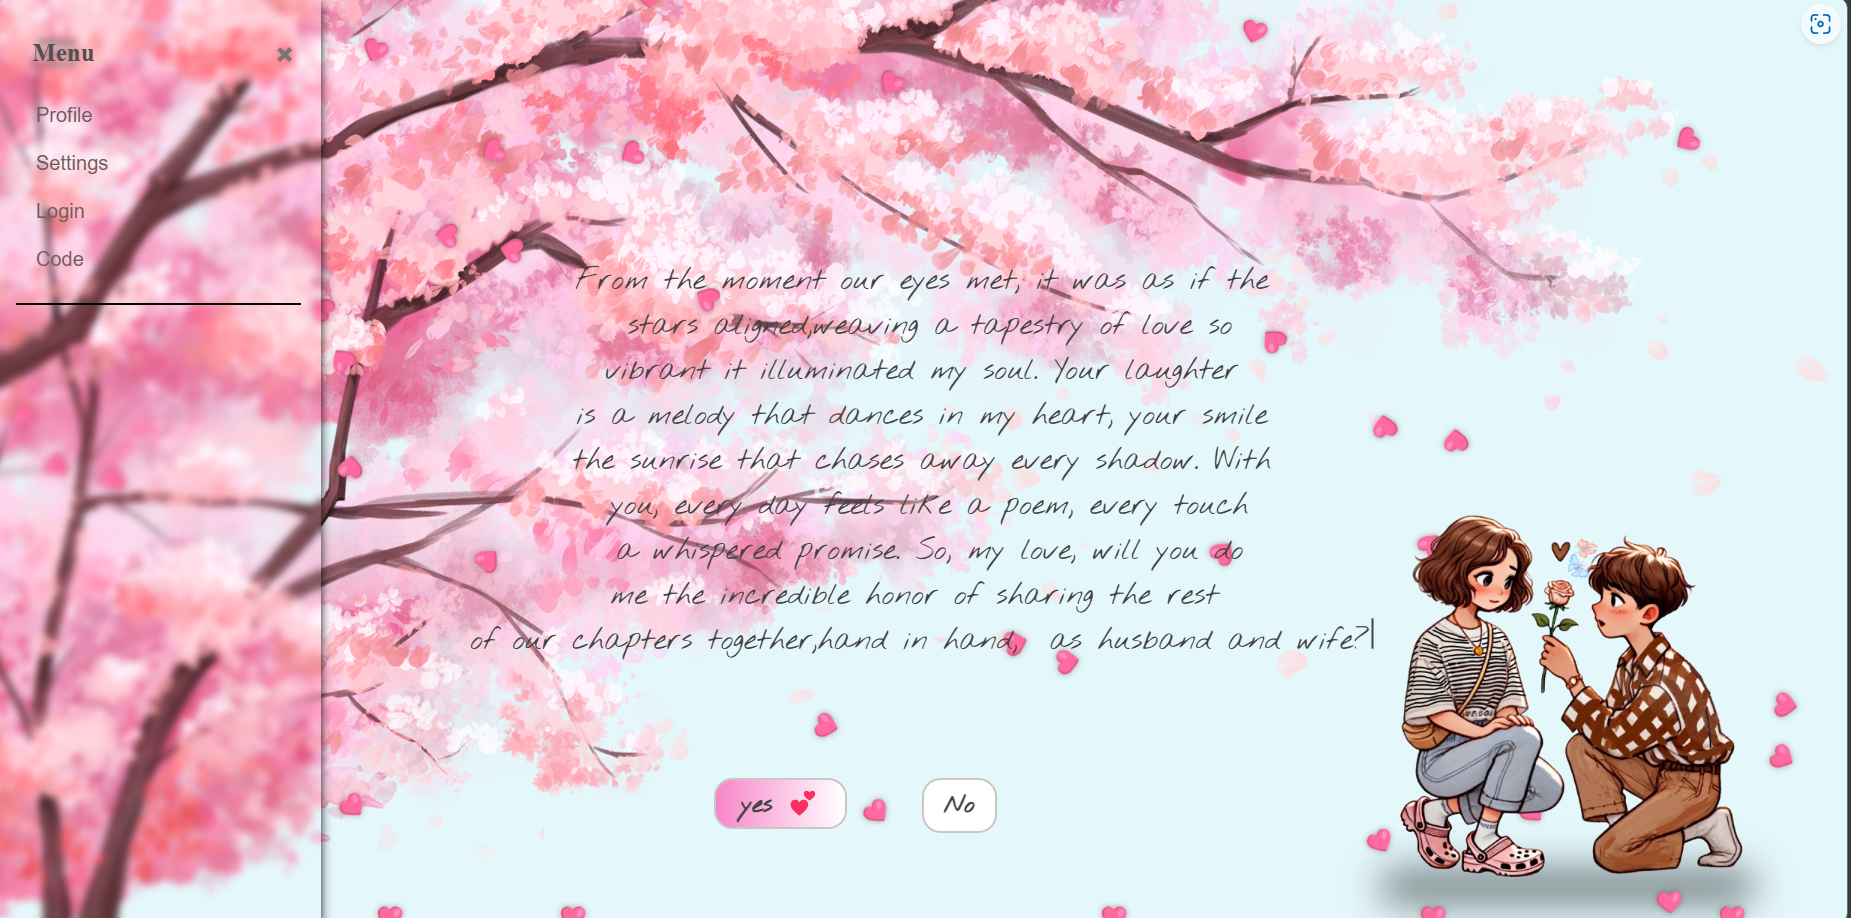 Menu
Profile
Settings
Login
Code
From the moment our eyes met, it was as if the
stars aligned,weaving a tapestry of love so
vibrant it illuminated my soul. Your laughter
is a melody that dances in my heart, your smile
the sunrise that chases away every shadow. With
you, every day feels like a poem, every touch
a whispered promise. So, my love, will you do
me the incredible honor of sharing the rest
of our chapters together,hand in hand, as husband and wife?
yes
No